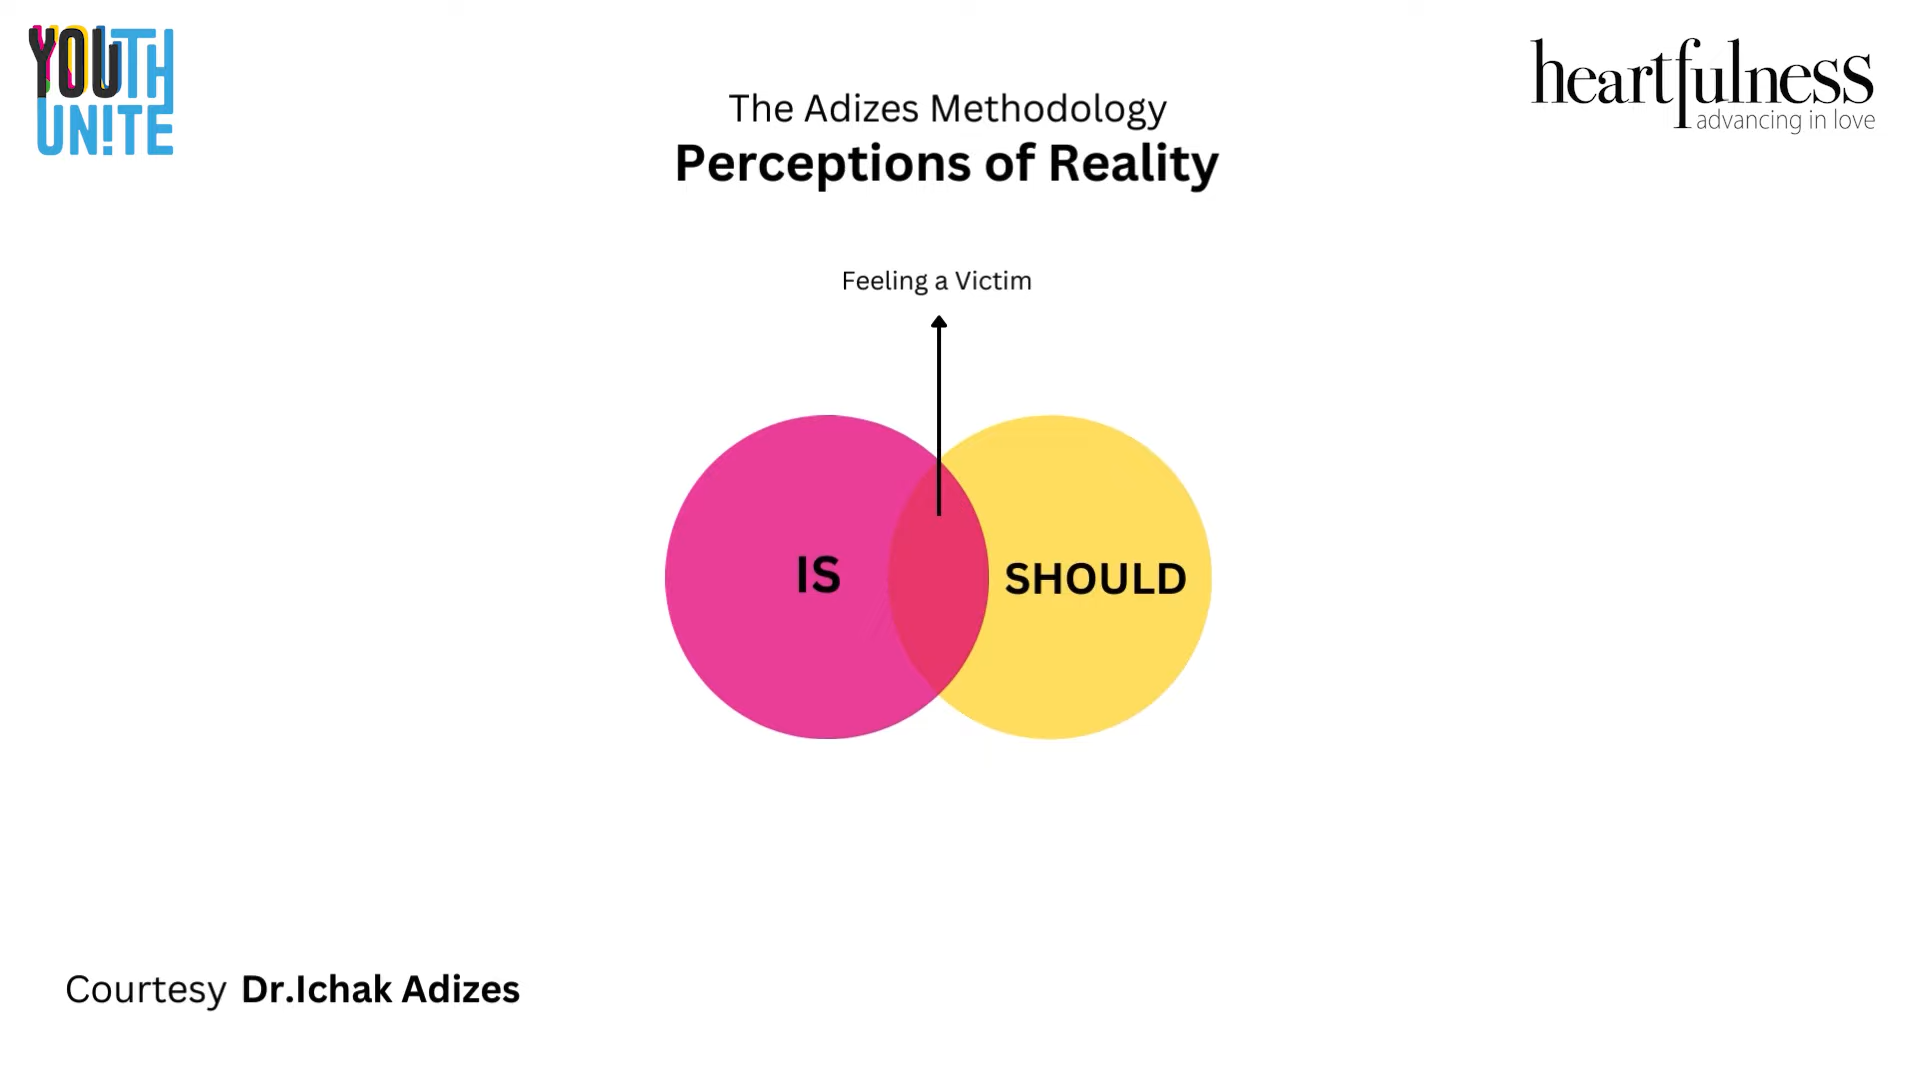 YOUTH
UN!TE
heartfulness
advancing in love
The Adizes Methodology
Perceptions of Reality
Feeling a Victim
IS
SHOULD
Courtesy Dr.Ichak Adizes